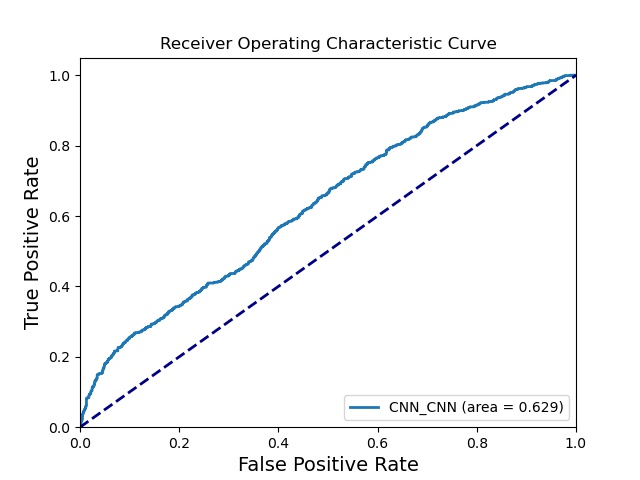 Receiver Operating Characteristic Curve
True Positive Rate
1.0
0.8
0.6
0.4
0.2
0.0
CNN_CNN (area = 0.629)
0.0 0.2 0.4 0.6 0.8 1.0
False Positive Rate